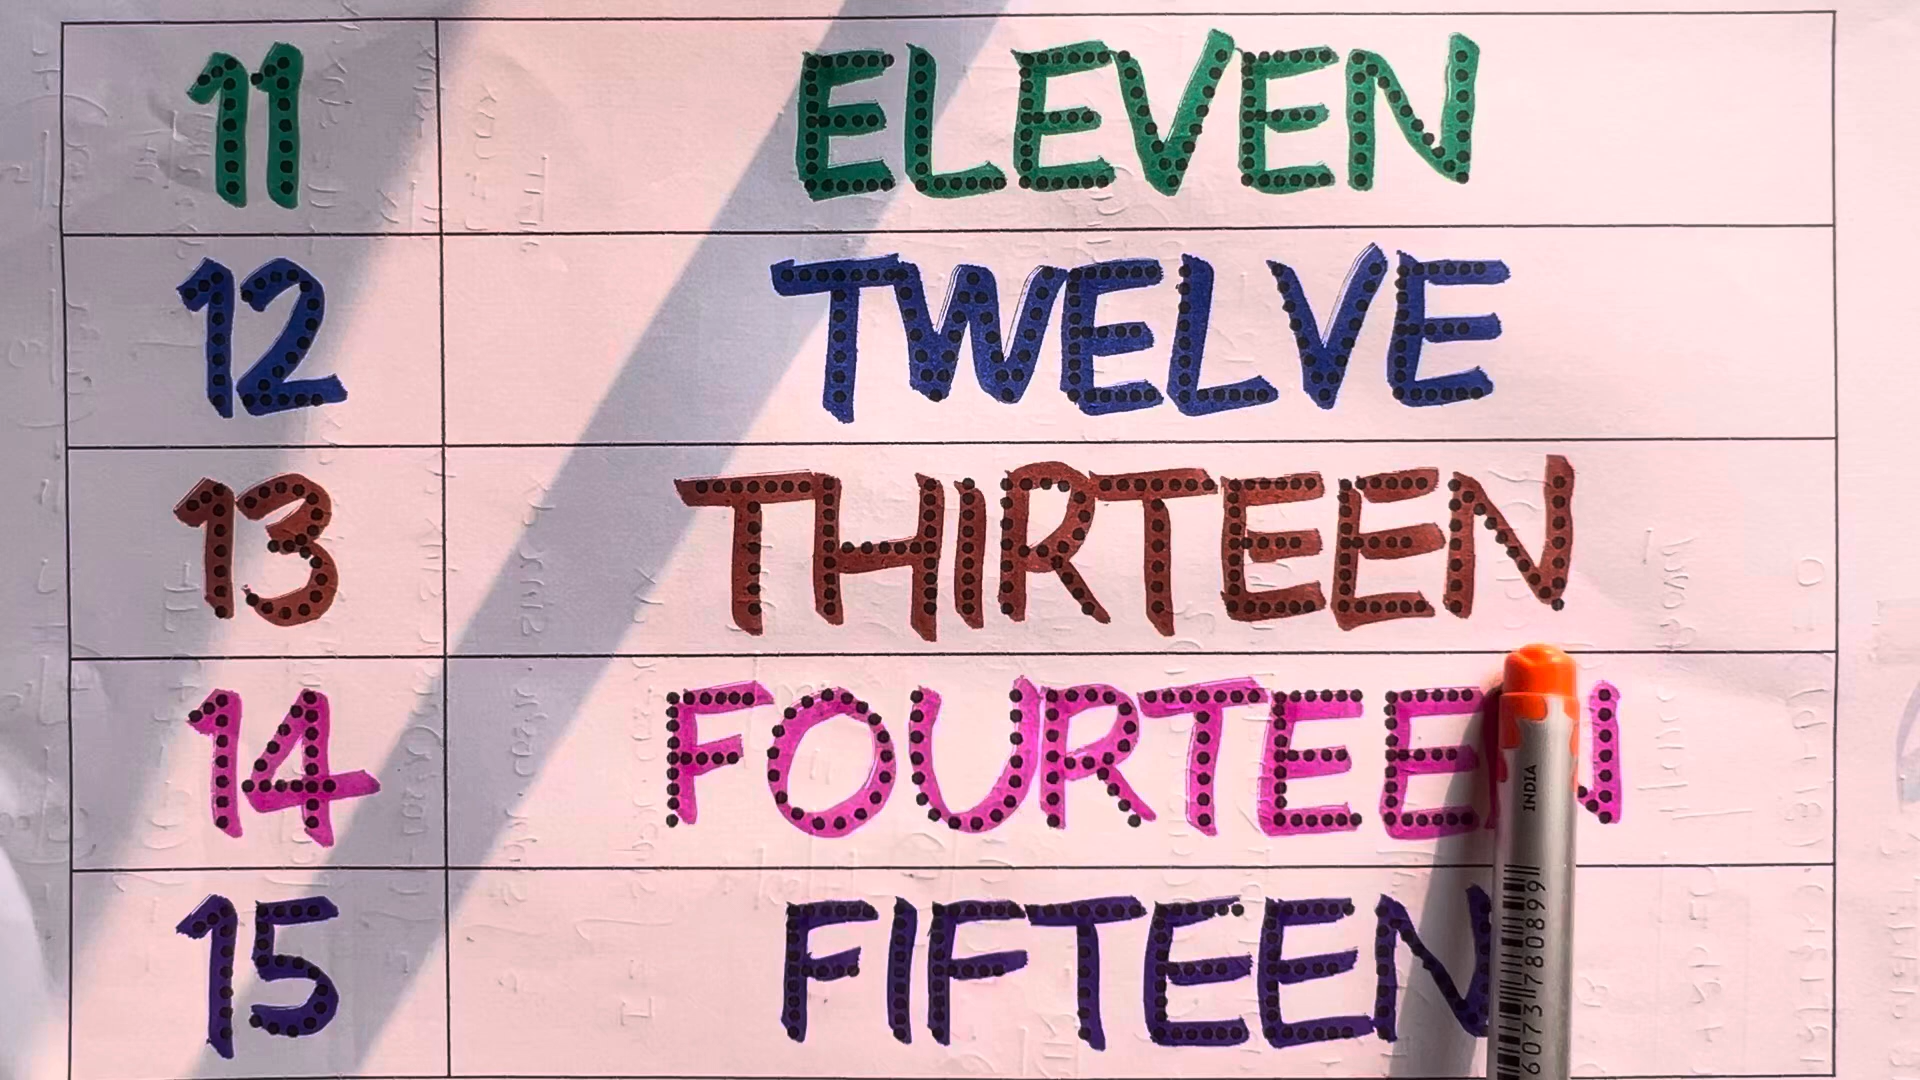 11 ELEVEN
12 TWELVE
13 THIRTEEN
14 FOURTEEN
15 FIFTEEN
INDIA